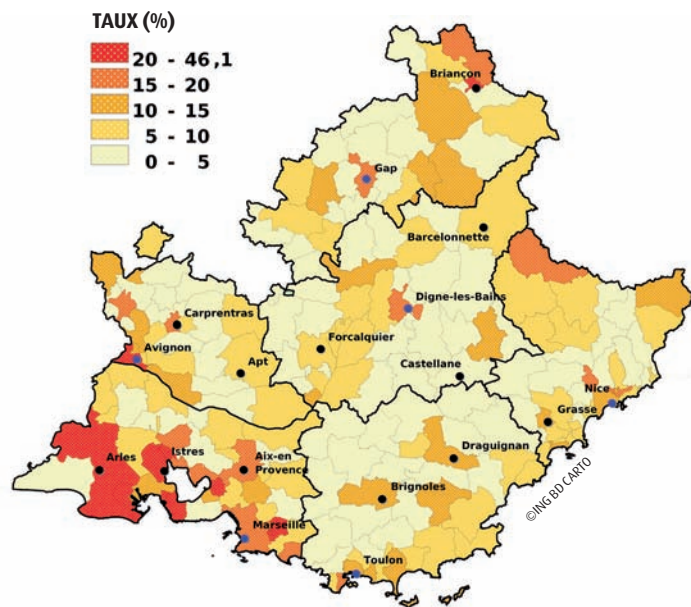 TAUX (%)
20 - 46,1
15 - 20
10 - 15
5 - 10
0 - 5
Briançon
Gap
Barcelonnette
Carprentras
Digne-les-Bains
Avignon
Forcalquier
Apt
Castellane
Nice
Grasse
Arles
Istres
Aix-en
Provence
Draguignan
Brignoles
Marseille
Toulon
©ING BD CARTO